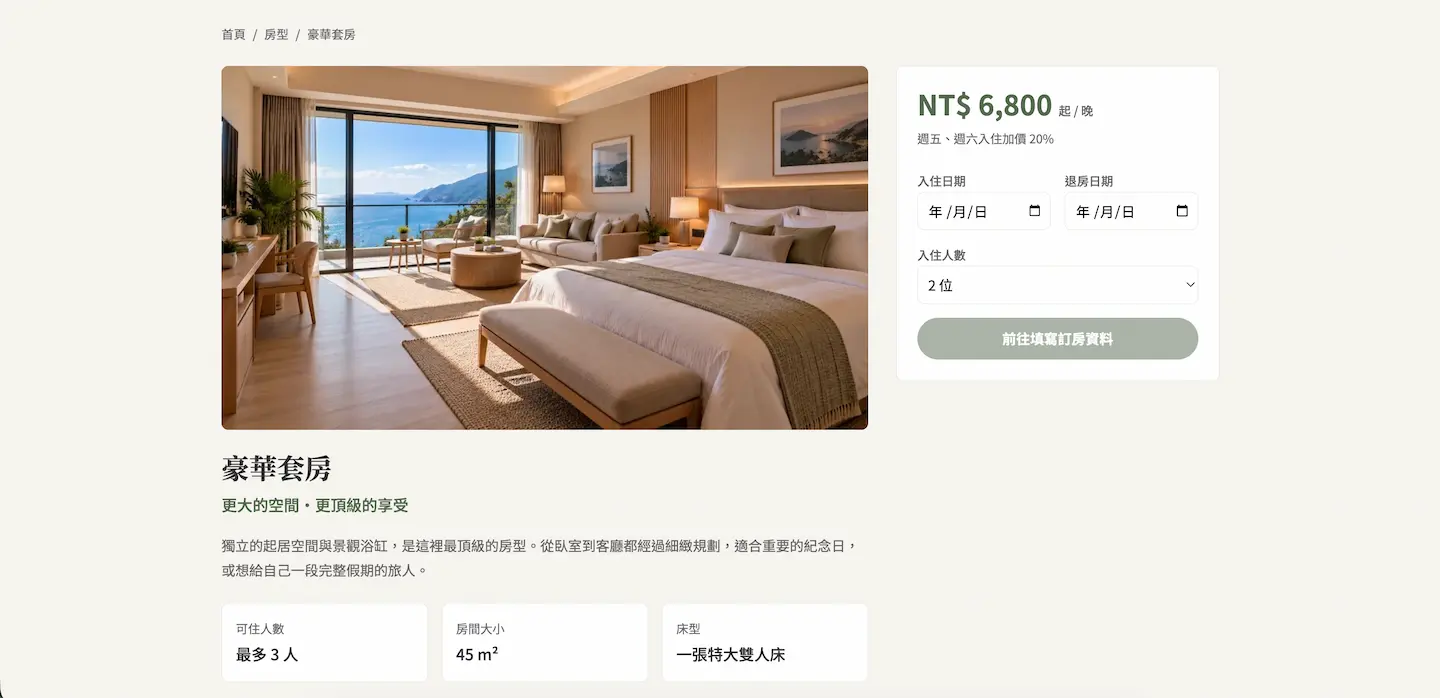 首頁 / 房型 / 豪華套房
NT$ 6,800 起 / 晚
週五、週六入住加價 20%
入住日期
退房日期
年 /月/日
年 /月/日
入住人數
2 位
前往填寫訂房資料
豪華套房
更大的空間・更頂級的享受
獨立的起居空間與景觀浴缸，是這裡最頂級的房型。從臥室到客廳都經過細緻規劃，適合重要的紀念日，
或想給自己一段完整假期的旅人。
可住人數
最多 3 人
房間大小
45 m²
床型
一張特大雙人床